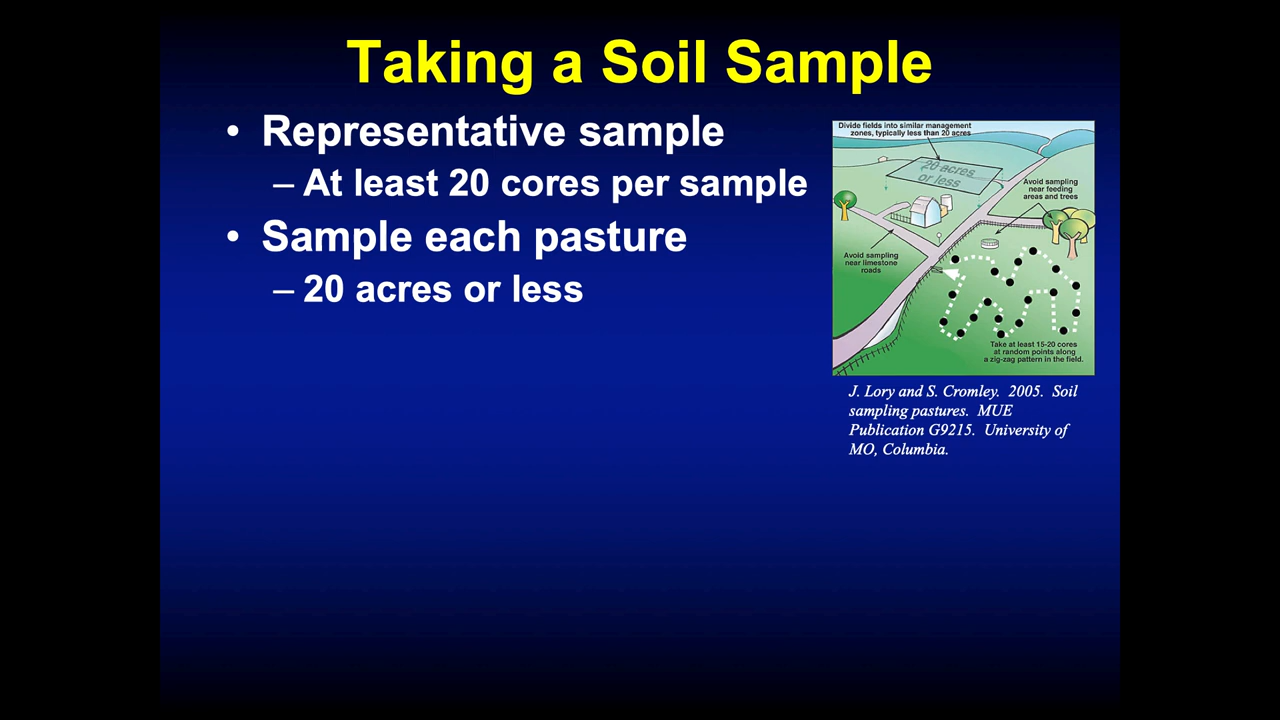 Taking a Soil Sample
• Representative sample
– At least 20 cores per sample
• Sample each pasture
– 20 acres or less
Divide fields into similar management
zones, typically less than 20 acres
20 acres
or less
Avoid sampling
near feeding
areas and trees
Avoid sampling
near limestone
roads
Take at least 15-20 cores
at random points along
a zig-zag pattern in the field.
J. Lory and S. Cromley.  2005.  Soil
sampling pastures.  MUE
Publication G9215.  University of
MO, Columbia.